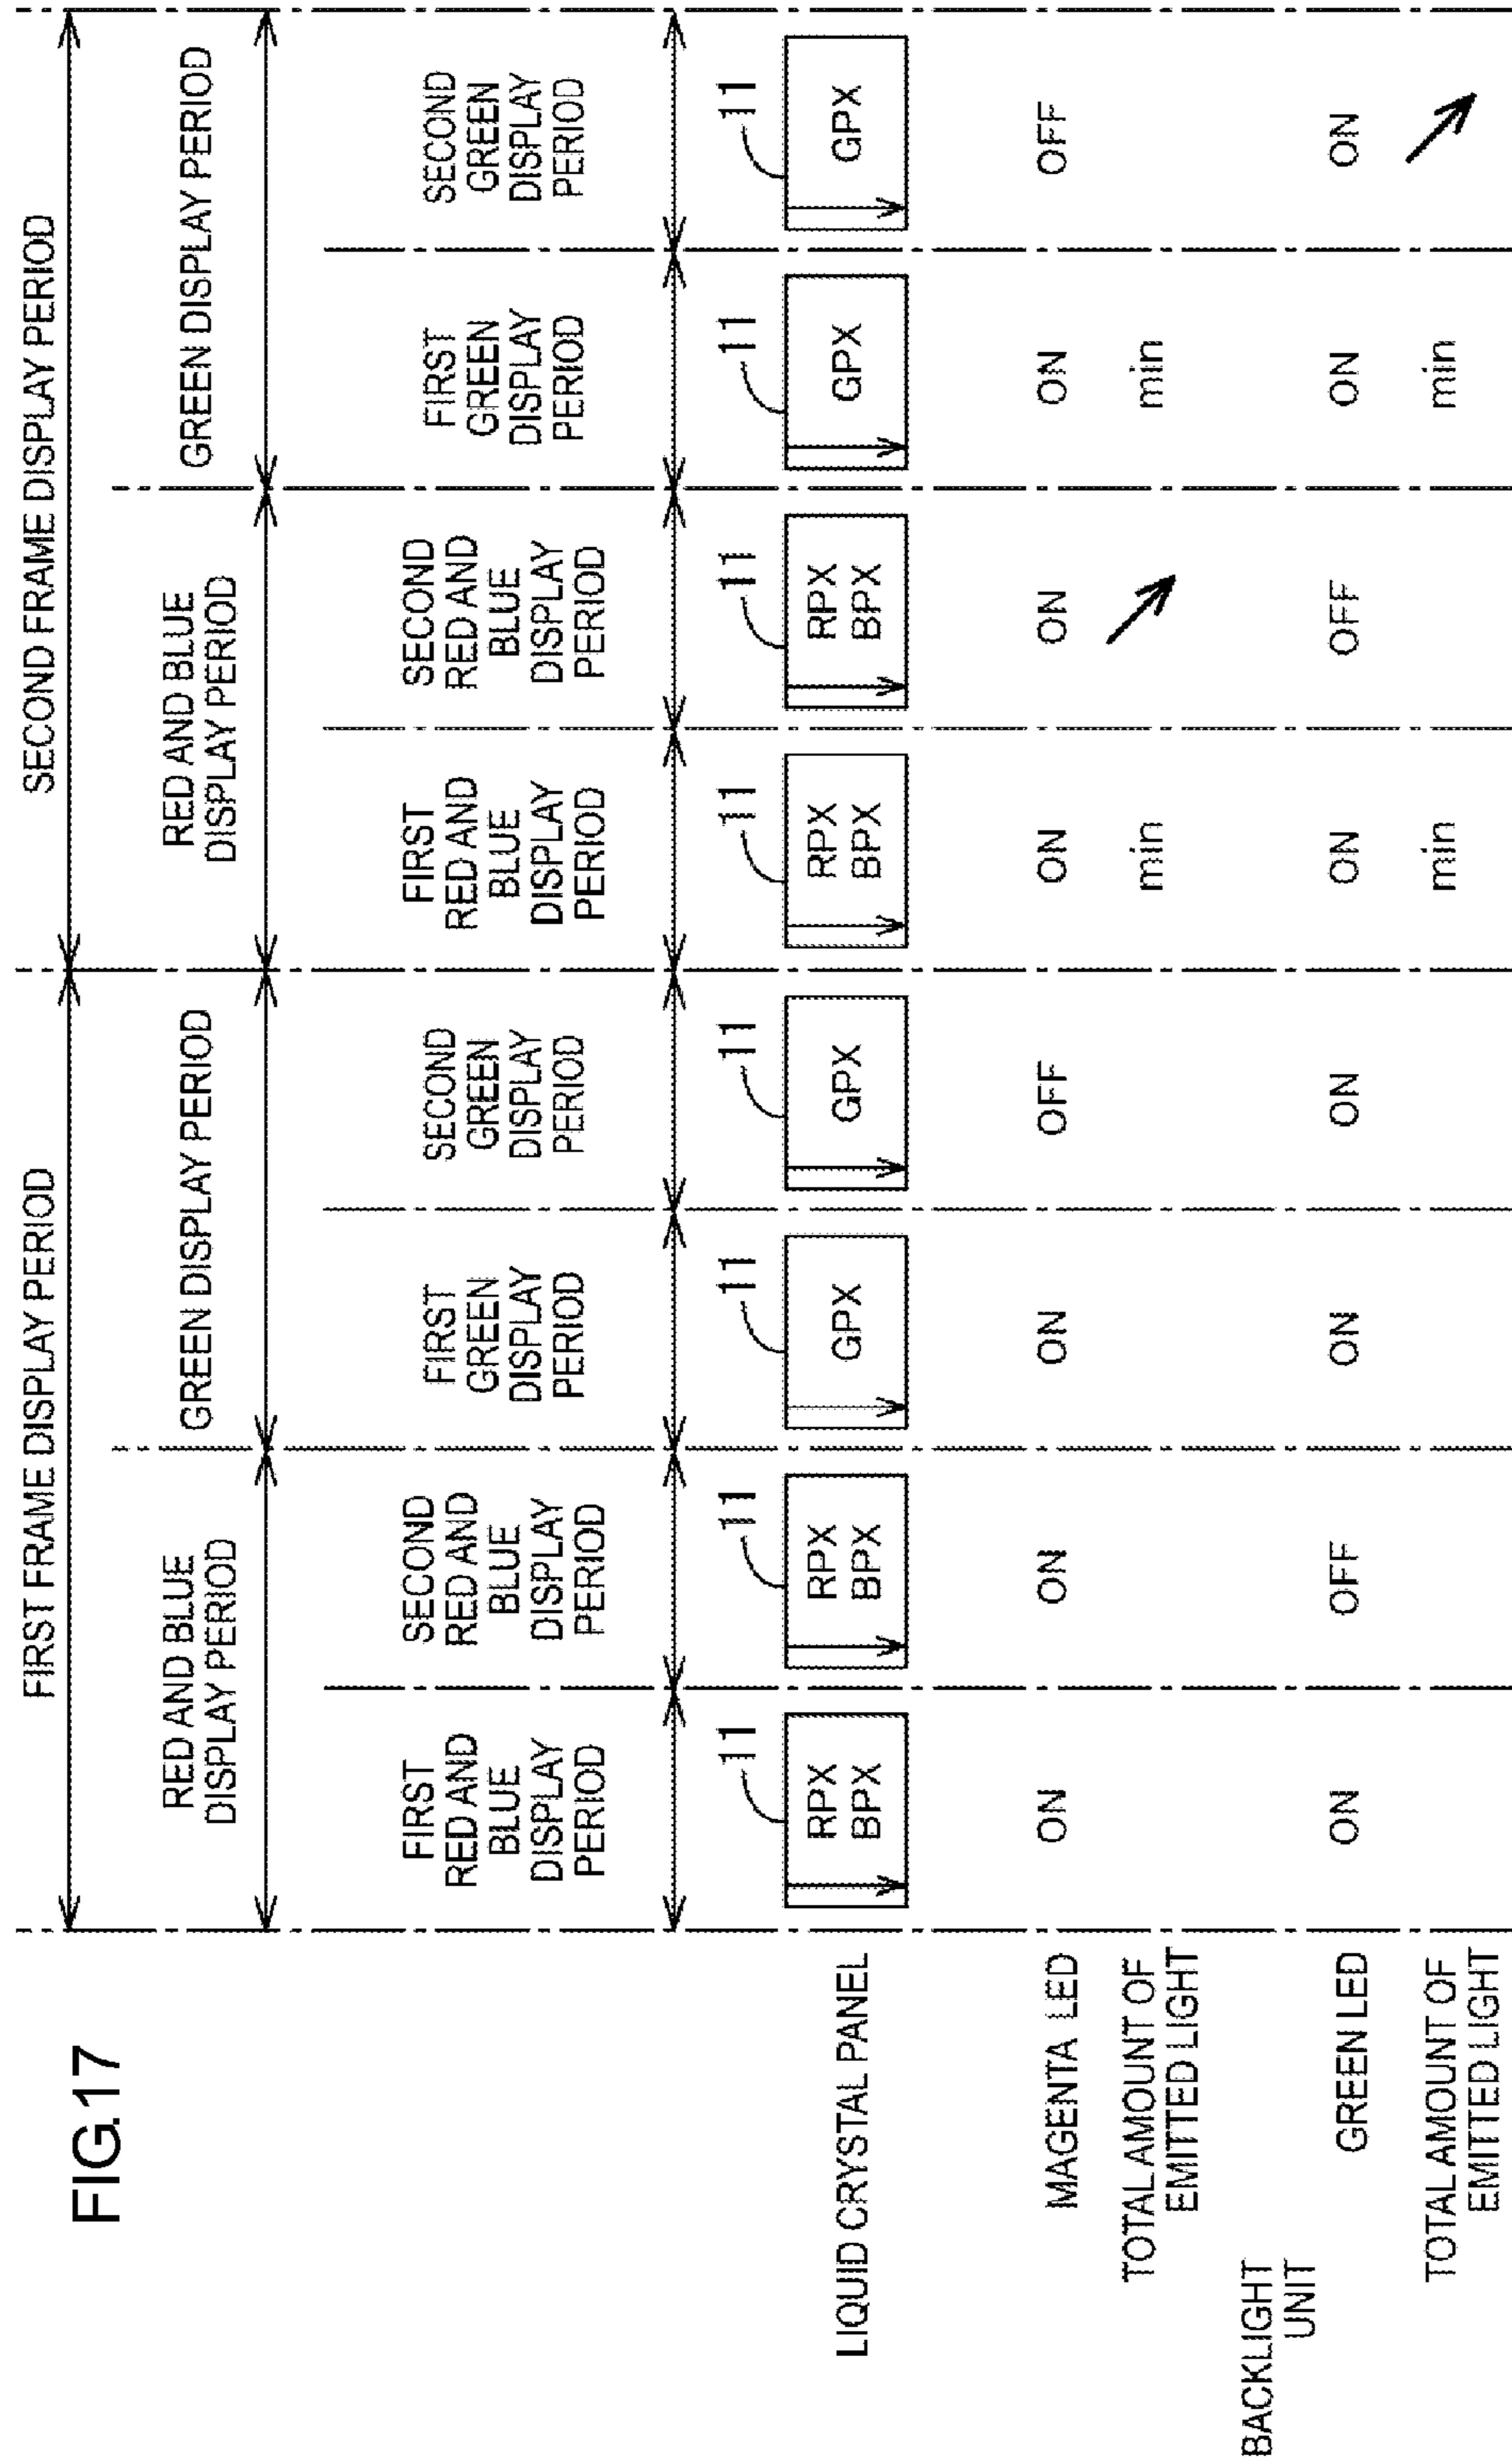 FIG.17
FIRST FRAME DISPLAY PERIOD
SECOND FRAME DISPLAY PERIOD
RED AND BLUE
DISPLAY PERIOD
GREEN DISPLAY PERIOD
RED AND BLUE
DISPLAY PERIOD
GREEN DISPLAY PERIOD
FIRST
RED AND
BLUE
DISPLAY
PERIOD
SECOND
RED AND
BLUE
DISPLAY
PERIOD
FIRST
GREEN
DISPLAY
PERIOD
SECOND
GREEN
DISPLAY
PERIOD
FIRST
RED AND
BLUE
DISPLAY
PERIOD
SECOND
RED AND
BLUE
DISPLAY
PERIOD
FIRST
GREEN
DISPLAY
PERIOD
SECOND
GREEN
DISPLAY
PERIOD
11 11 11 11 11 11 11 11
LIQUID CRYSTAL PANEL
RPX
BPX
RPX
BPX
GPX
GPX
RPX
BPX
RPX
BPX
GPX
GPX
BACKLIGHT
UNIT
MAGENTA LED ON ON ON OFF ON ON ON OFF
TOTAL AMOUNT OF
EMITTED LIGHT
min min
GREEN LED ON OFF ON ON ON OFF ON ON
TOTAL AMOUNT OF
EMITTED LIGHT
min min